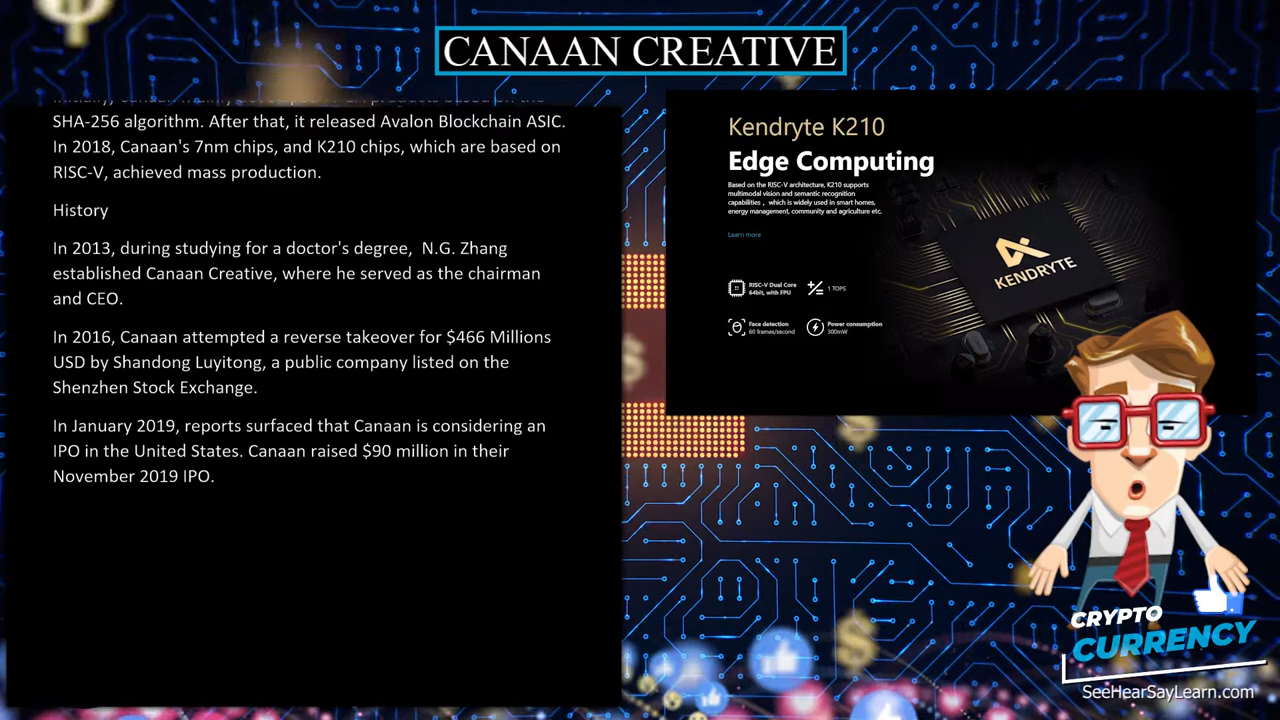 CANAAN CREATIVE
SHA-256 algorithm. After that, it released Avalon Blockchain ASIC.
In 2018, Canaan's 7nm chips, and K210 chips, which are based on
RISC-V, achieved mass production.
History
In 2013, during studying for a doctor's degree, N.G. Zhang
established Canaan Creative, where he served as the chairman
and CEO.
In 2016, Canaan attempted a reverse takeover for $466 Millions
USD by Shandong Luyitong, a public company listed on the
Shenzhen Stock Exchange.
In January 2019, reports surfaced that Canaan is considering an
IPO in the United States. Canaan raised $90 million in their
November 2019 IPO.
Kendryte K210
Edge Computing
Based on the RISC-V architecture, K210 supports
multimodal vision and semantic recognition
capabilities , which is widely used in smart homes,
energy management, community and agriculture etc.
Learn more
RISC-V Dual Core
64bit, with FPU
1 TOPS
Face detection
60 frames/second
Power consumption
300mW
KENDRYTE
CRYPTO
CURRENCY
SeeHearSayLearn.com